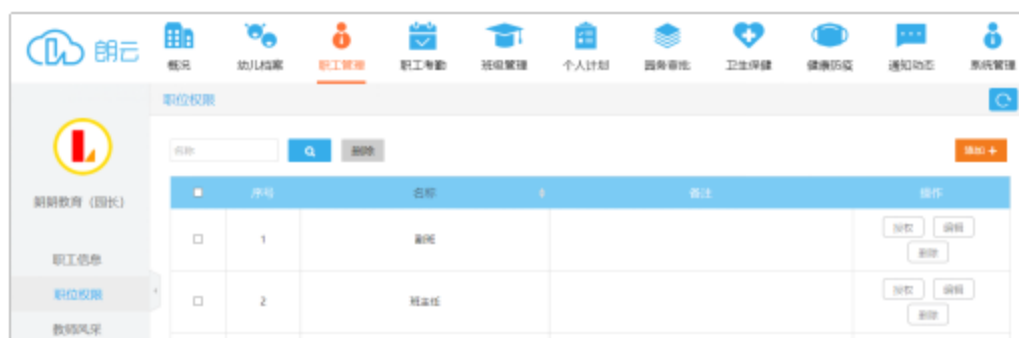 朗云
概况 幼儿档案 职工管理 职工考勤 班级管理 个人计划 园务审批 卫生保健 健康防疫 通知动态 系统管理
职位权限
名称 删除 添加 +
朗朗教育（园长）
序号 名称 备注 操作
1 副班 授权 编辑
删除
职工信息
职位权限
2 班主任 授权 编辑
删除
教师风采